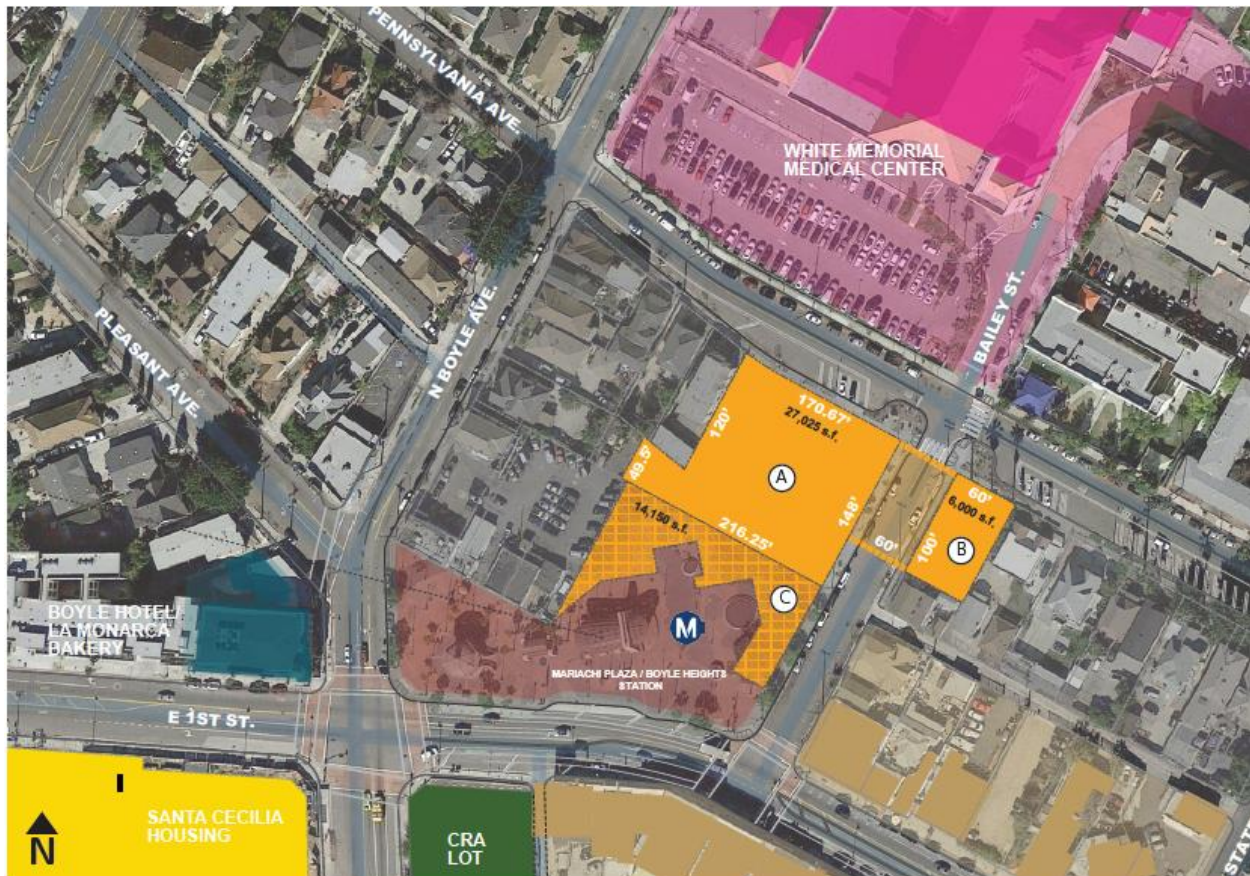 PENNSYLVANIA AVE.
WHITE MEMORIAL
MEDICAL CENTER
BAILEY ST.
PLEASANT AVE.
N BOYLE AVE.
170.67'
27,025 s.f.
120'
A
49.5'
14,150 s.f.
216.25'
148'
60'
6,000 s.f.
60'
100'
B
C
BOYLE HOTEL/
LA MONARCA
BAKERY
M
MARIACHI PLAZA / BOYLE HEIGHTS
STATION
E 1ST ST.
SANTA CECILIA
HOUSING
CRA
LOT
N
STATE